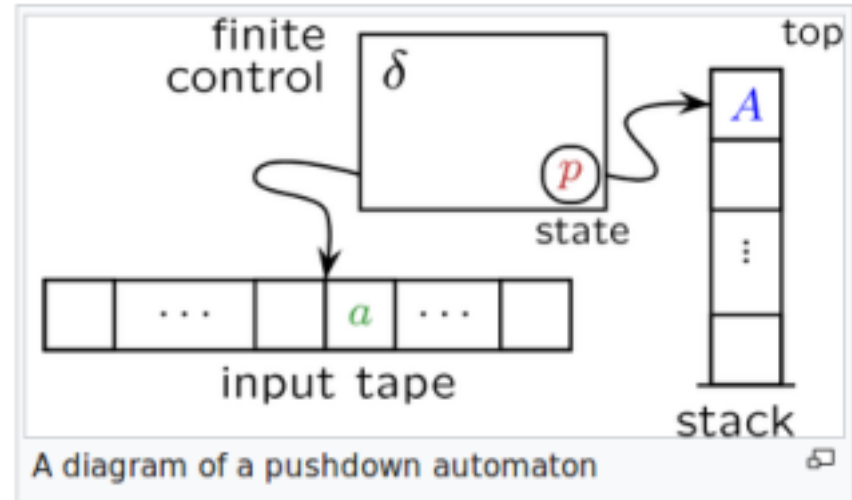 finite
control
δ
top
A
p
state
⋮
··· a ···
input tape
stack
A diagram of a pushdown automaton